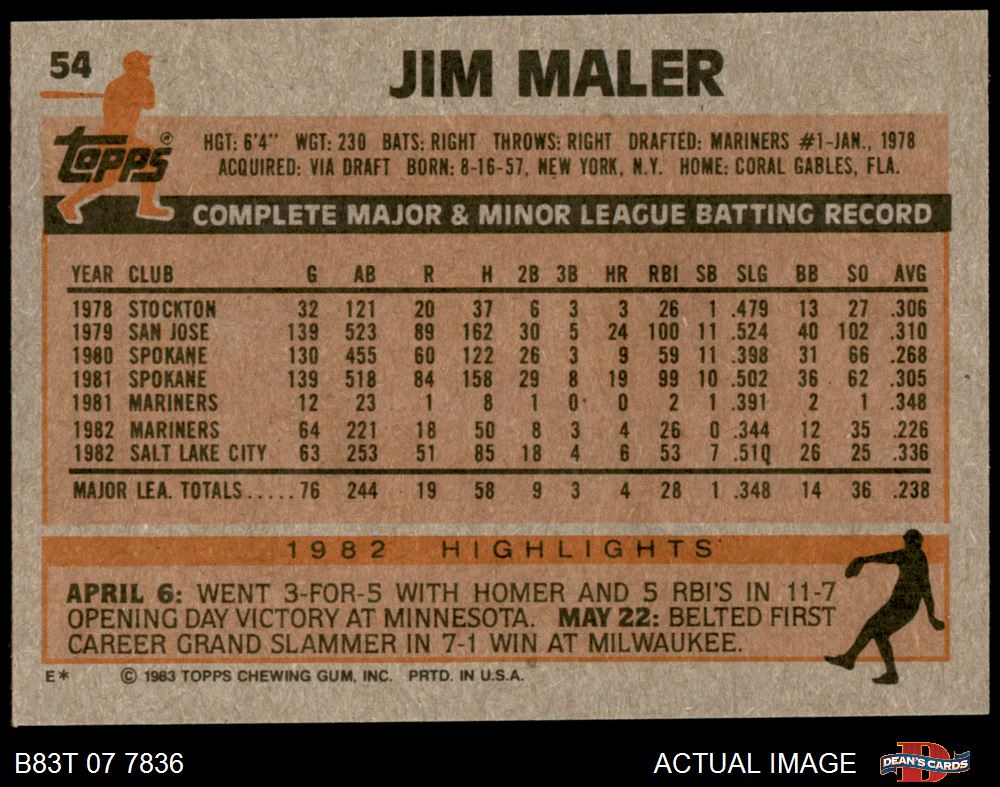 54
JIM MALER
topps®
HGT: 6'4" WGT: 230 BATS: RIGHT THROWS: RIGHT DRAFTED: MARINERS #1-JAN., 1978
ACQUIRED: VIA DRAFT BORN: 8-16-57, NEW YORK, N.Y. HOME: CORAL GABLES, FLA.
COMPLETE MAJOR & MINOR LEAGUE BATTING RECORD
YEAR CLUB G AB R H 2B 3B HR RBI SB SLG BB SO AVG
1978 STOCKTON 32 121 20 37 6 3 3 26 1 .479 13 27 .306
1979 SAN JOSE 139 523 89 162 30 5 24 100 11 .524 40 102 .310
1980 SPOKANE 130 455 60 122 26 3 9 59 11 .398 31 66 .268
1981 SPOKANE 139 518 84 158 29 8 19 99 10 .502 36 62 .305
1981 MARINERS 12 23 1 8 1 0 0 2 1 .391 2 1 .348
1982 MARINERS 64 221 18 50 8 3 4 26 0 .344 12 35 .226
1982 SALT LAKE CITY 63 253 51 85 18 4 6 53 7 .510 26 25 .336
MAJOR LEA. TOTALS.....76 244 19 58 9 3 4 28 1 .348 14 36 .238
1982 HIGHLIGHTS
APRIL 6: WENT 3-FOR-5 WITH HOMER AND 5 RBI'S IN 11-7
OPENING DAY VICTORY AT MINNESOTA. MAY 22: BELTED FIRST
CAREER GRAND SLAMMER IN 7-1 WIN AT MILWAUKEE.
E* © 1983 TOPPS CHEWING GUM, INC. PRTD. IN U.S.A.
B83T 07 7836 ACTUAL IMAGE D DEAN'S CARDS